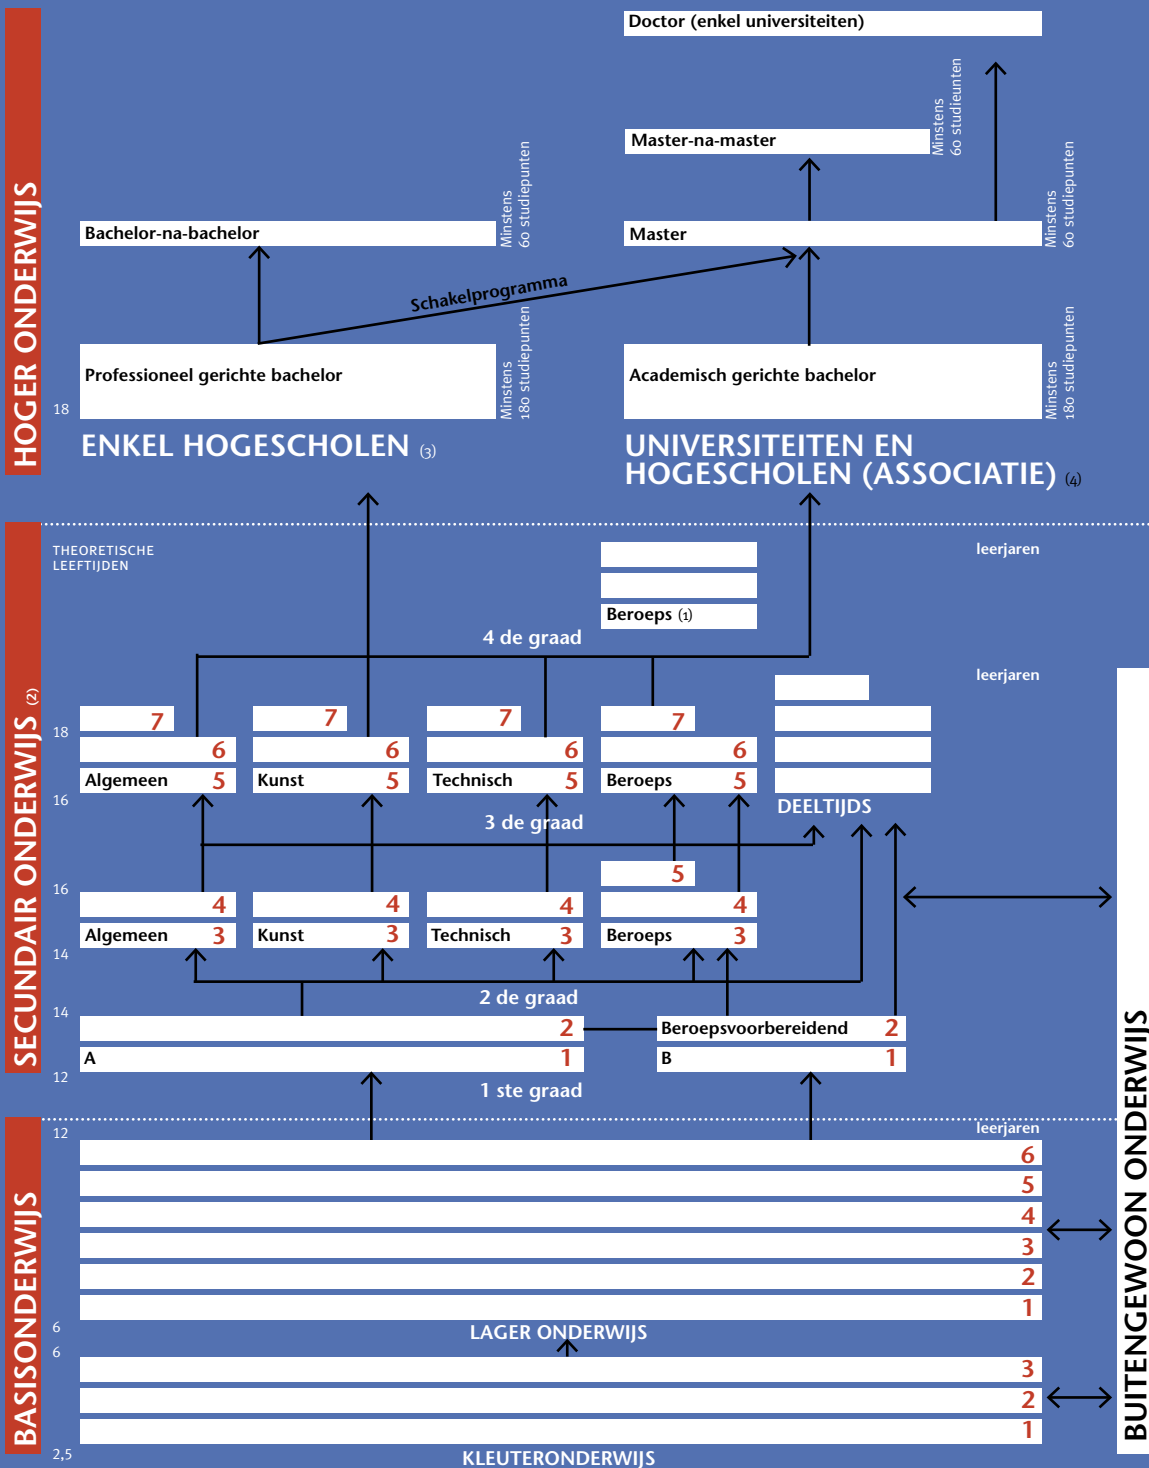 HOGER ONDERWIJS
Doctor (enkel universiteiten)
Minstens
60 studieunten
Master-na-master
Minstens
60 studiepunten
Bachelor-na-bachelor
Master
Minstens
60 studiepunten
Schakelprogramma
Professioneel gerichte bachelor
Minstens
180 studiepunten
Academisch gerichte bachelor
Minstens
180 studiepunten
18
ENKEL HOGESCHOLEN (3)
UNIVERSITEITEN EN
HOGESCHOLEN (ASSOCIATIE) (4)
SECUNDAIR ONDERWIJS (2)
THEORETISCHE
LEEFTIJDEN
leerjaren
Beroeps (1)
4 de graad
leerjaren
7 7 7 7
18
6 6 6 6
Algemeen 5 Kunst 5 Technisch 5 Beroeps 5
16
DEELTIJDS
3 de graad
5
16
4 4 4 4
Algemeen 3 Kunst 3 Technisch 3 Beroeps 3
14
2 de graad
14
2 Beroepsvoorbereidend 2
A 1 B 1
12
1 ste graad
BASISONDERWIJS
12
leerjaren
6
5
4
3
2
1
6
LAGER ONDERWIJS
6
3
2
1
2,5
KLEUTERONDERWIJS
BUITENGEWOON ONDERWIJS